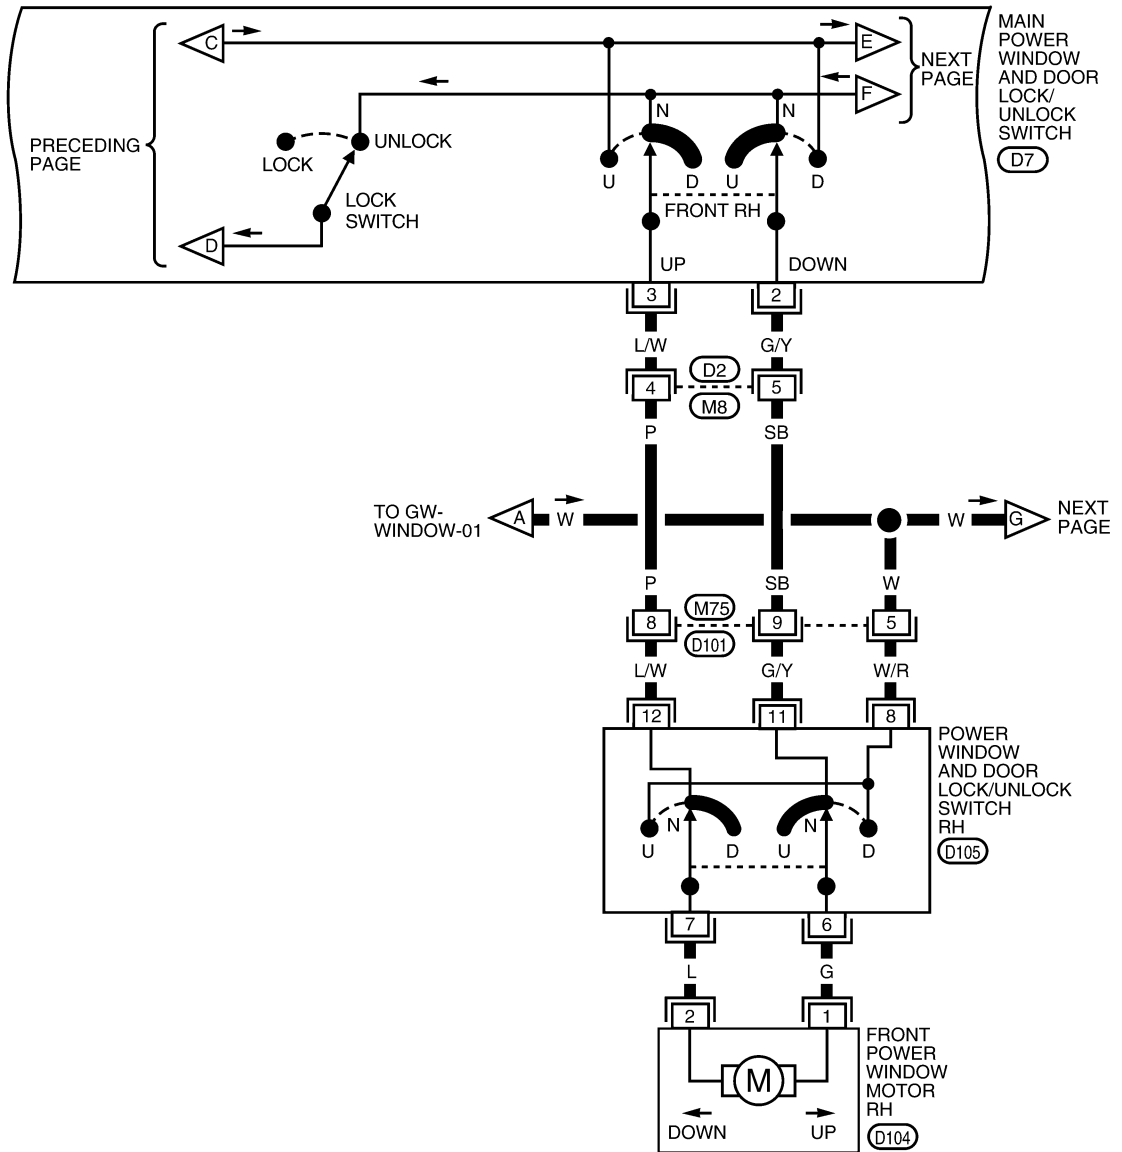 C
E
NEXT
PAGE
MAIN
POWER
WINDOW
AND DOOR
LOCK/
UNLOCK
SWITCH
D7
F
N
N
PRECEDING
PAGE
LOCK
UNLOCK
U
D
U
D
LOCK
SWITCH
FRONT RH
D
UP
DOWN
3
2
L/W
G/Y
D2
4
5
M8
P
SB
TO GW-
WINDOW-01
A
W
W
G
NEXT
PAGE
P
SB
W
M75
8
9
5
D101
L/W
G/Y
W/R
12
11
8
POWER
WINDOW
AND DOOR
LOCK/UNLOCK
SWITCH
RH
D105
N
N
U
D
U
D
7
6
L
G
2
1
FRONT
POWER
WINDOW
MOTOR
RH
D104
M
DOWN
UP